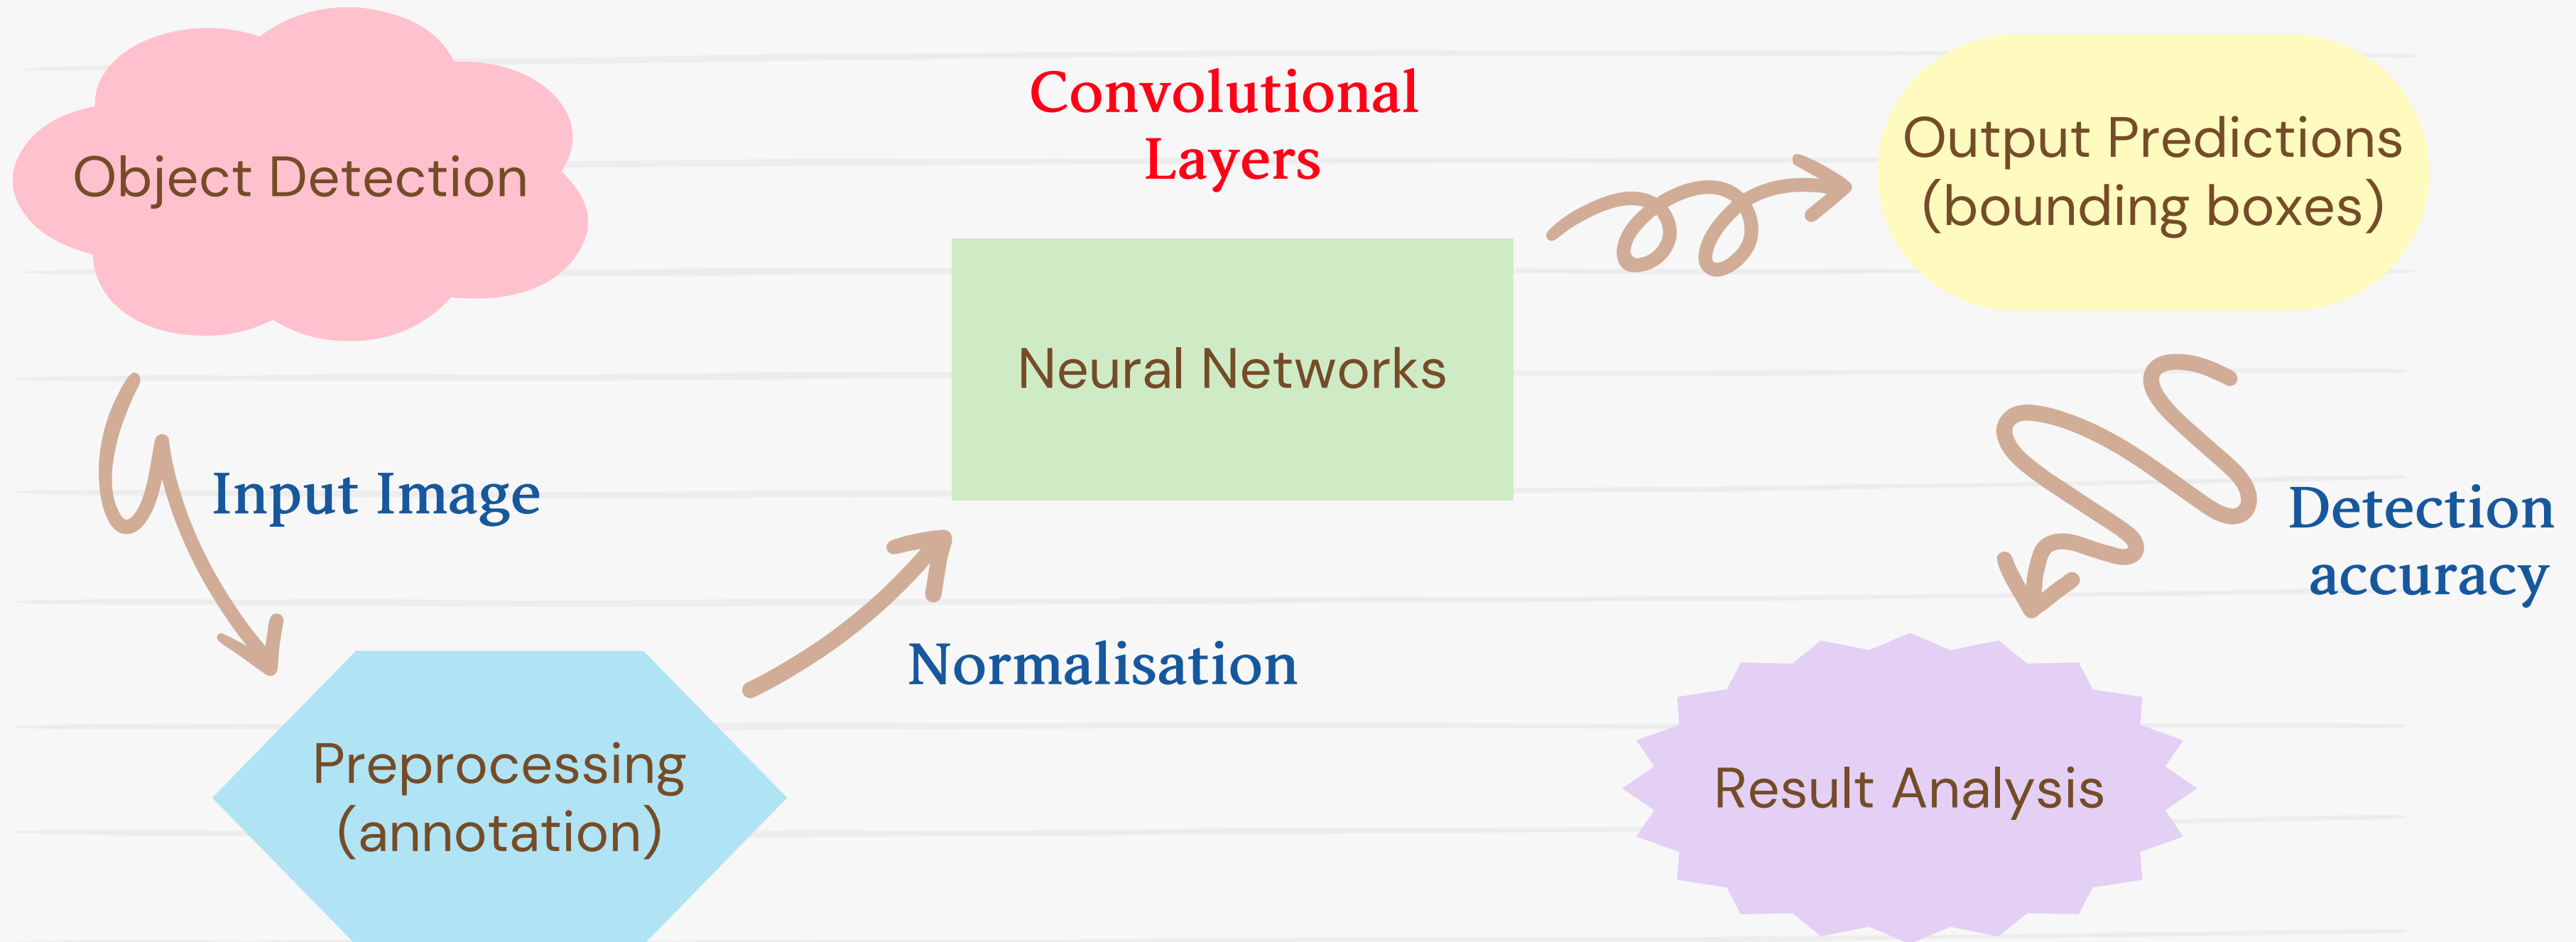 Object Detection
Input Image
Preprocessing
(annotation)
Normalisation
Convolutional
Layers
Neural Networks
Output Predictions
(bounding boxes)
Detection
accuracy
Result Analysis